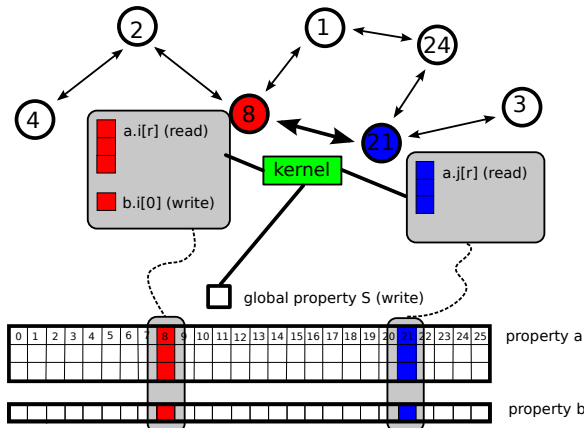 2
1
24
4
8
3
21
a.i[r] (read)
b.i[0] (write)
kernel
a.j[r] (read)
global property S (write)
0 1 2 3 4 5 6 7 8 9 10 11 12 13 14 15 16 17 18 19 20 21 22 23 24 25
property a
property b